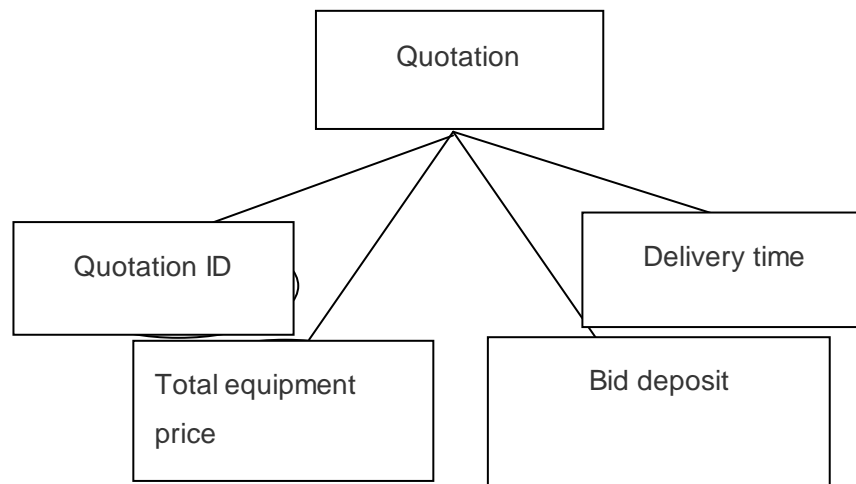 Quotation
Quotation ID
Delivery time
Total equipment
price
Bid deposit